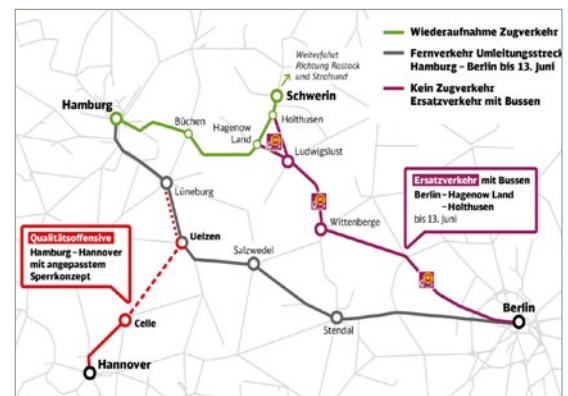 Wiederaufnahme Zugverkehr
Fernverkehr Umleitungsstreck
Hamburg – Berlin bis 13. Juni
Kein Zugverkehr
Ersatzverkehr mit Bussen
Weiterfahrt
Richtung Rostock
und Stralsund
Schwerin
Hamburg
Büchen
Holthusen
Hagenow
Land
Ludwigslust
Lüneburg
Ersatzverkehr mit Bussen
Berlin – Hagenow Land
– Holthusen
bis 13. Juni
Wittenberge
Qualitätsoffensive
Hamburg – Hannover
mit angepasstem
Sperrkonzept
Uelzen
Salzwedel
Stendal
Berlin
Celle
Hannover